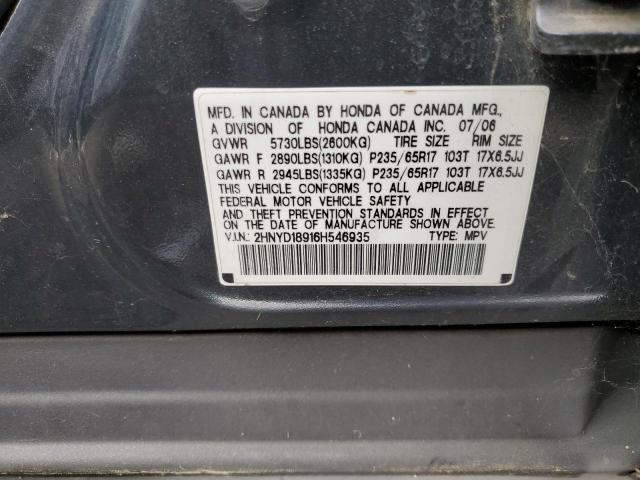 MFD. IN CANADA BY HONDA OF CANADA MFG.,
A DIVISION OF HONDA CANADA INC. 07/06
GVWR 5730LBS(2600KG) TIRE SIZE RIM SIZE
GAWR F 2890LBS(1310KG) P235/65R17 103T 17X6.5JJ
GAWR R 2945LBS(1335KG) P235/65R17 103T 17X6.5JJ
THIS VEHICLE CONFORMS TO ALL APPLICABLE
FEDERAL MOTOR VEHICLE SAFETY
AND THEFT PREVENTION STANDARDS IN EFFECT
ON THE DATE OF MANUFACTURE SHOWN ABOVE.
V.I.N.: 2HNYD18916H546935 TYPE: MPV